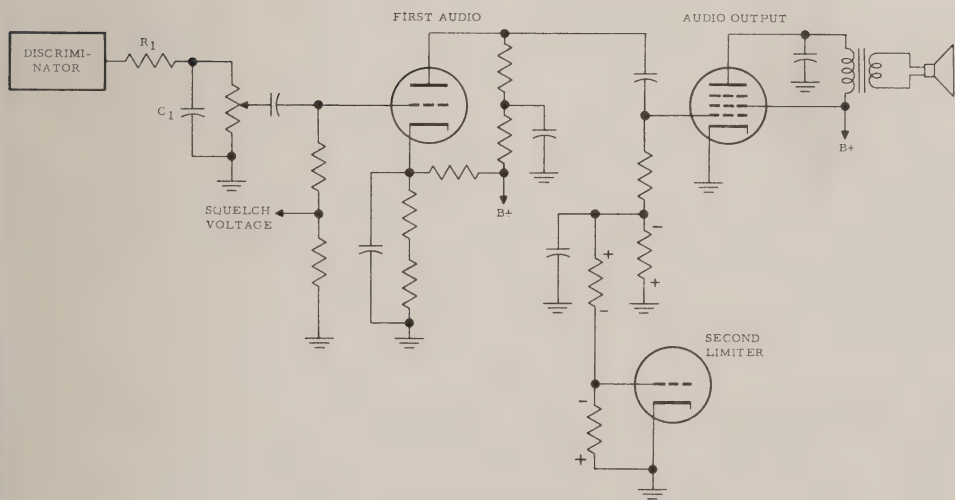 FIRST AUDIO
AUDIO OUTPUT
DISCRIMI-
NATOR
R1
C1
B+
SQUELCH
VOLTAGE
B+
-
+
+
-
SECOND
LIMITER
-
+